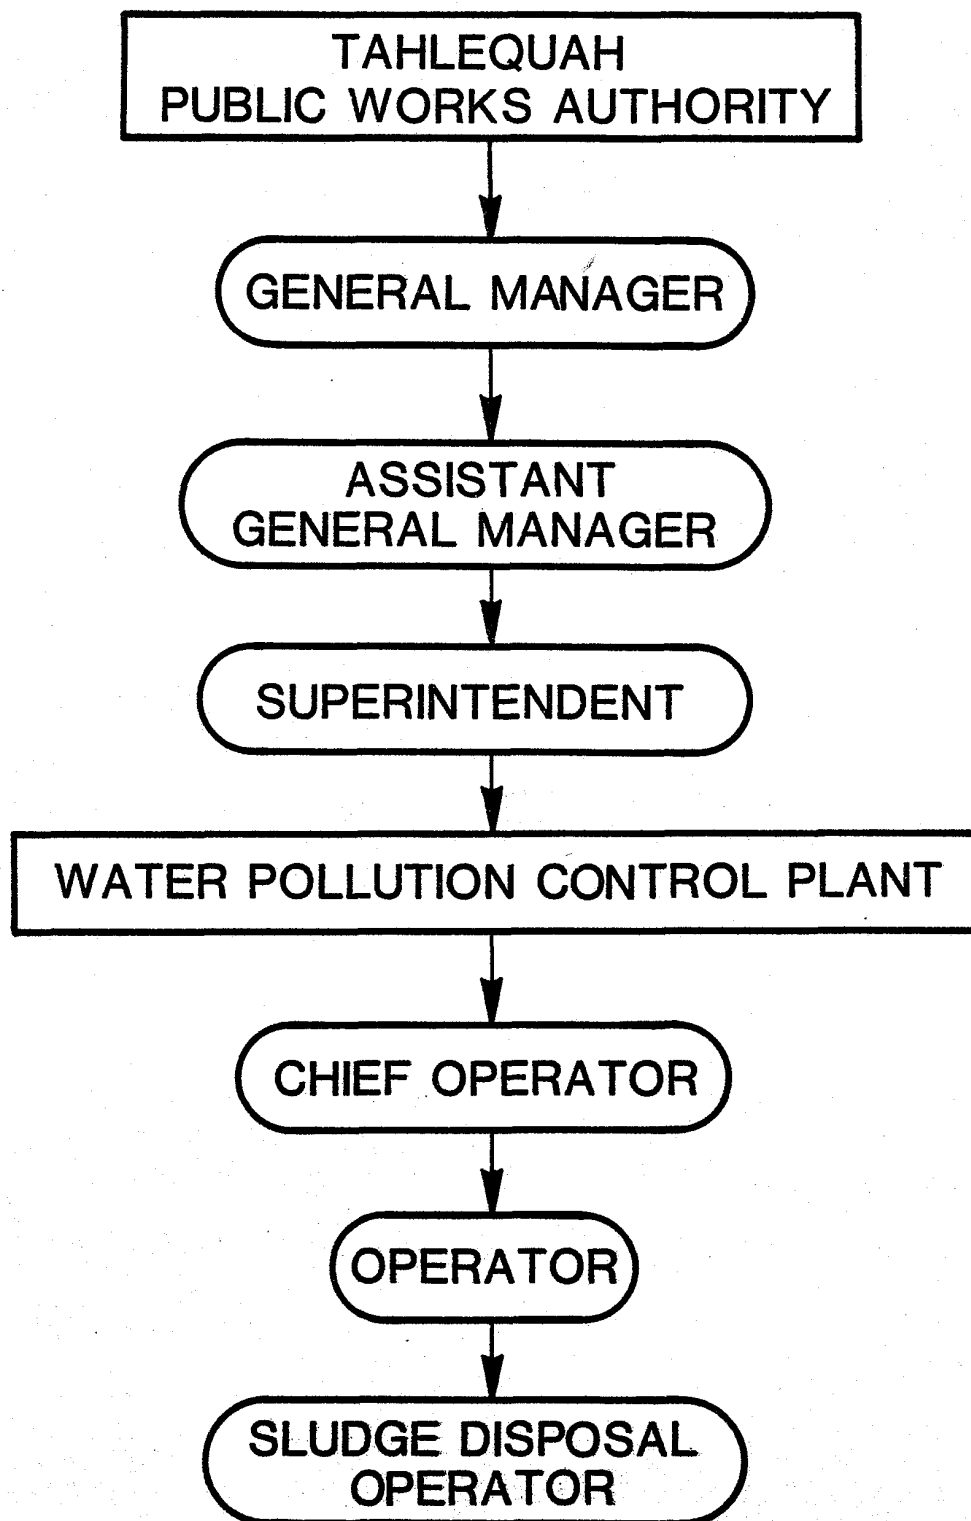 TAHLEQUAH
PUBLIC WORKS AUTHORITY
GENERAL MANAGER
ASSISTANT
GENERAL MANAGER
SUPERINTENDENT
WATER POLLUTION CONTROL PLANT
CHIEF OPERATOR
OPERATOR
SLUDGE DISPOSAL
OPERATOR